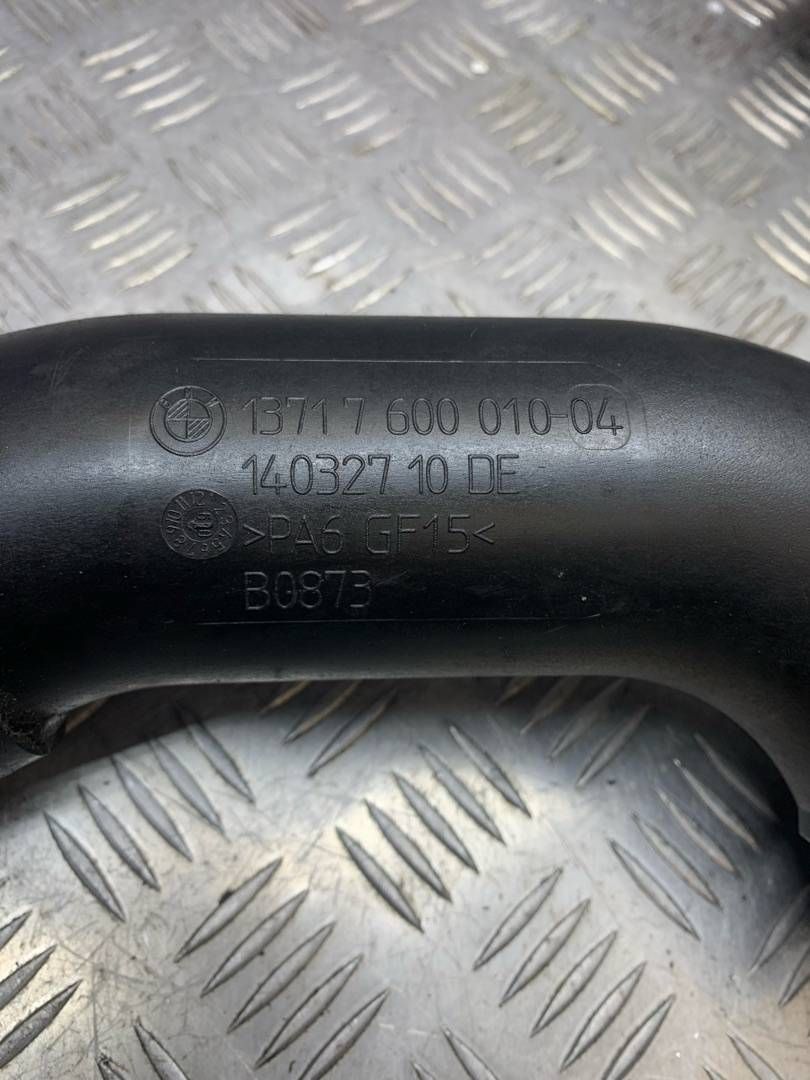 13717 600 010-04
140327 10 DE
>PA6 GF15<
B0873